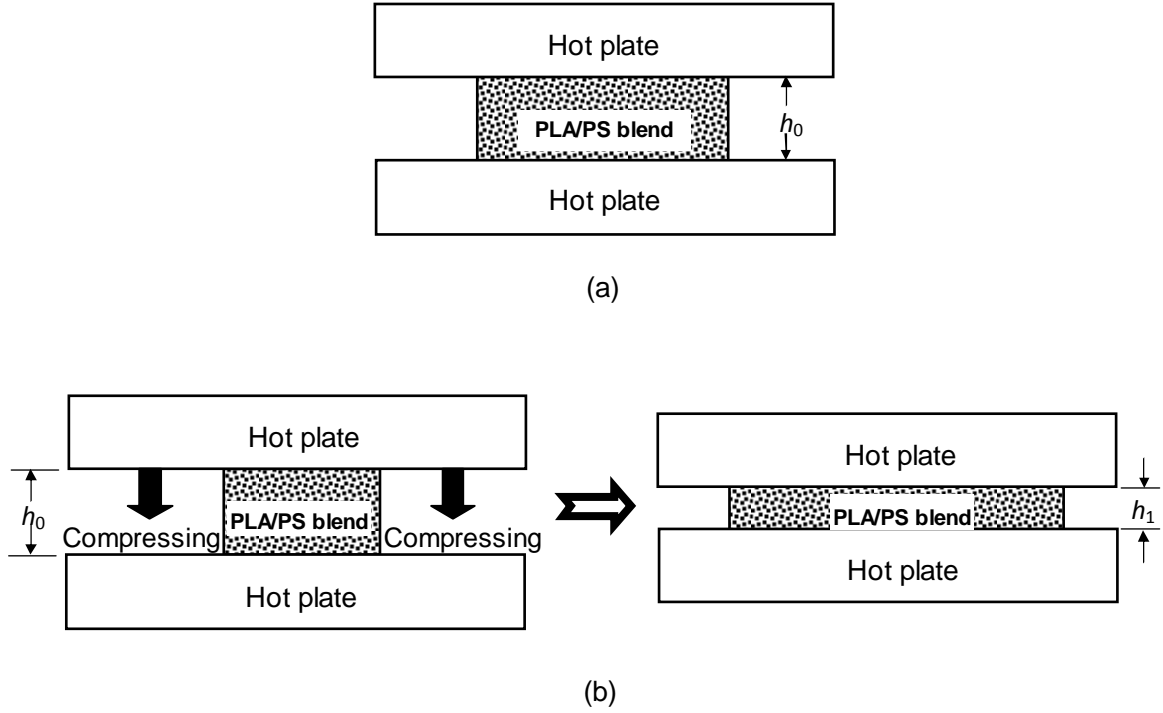 Hot plate
PLA/PS blend
h0
Hot plate
(a)
Hot plate
h0
PLA/PS blend
Compressing
Compressing
Hot plate
Hot plate
PLA/PS blend
h1
Hot plate
(b)